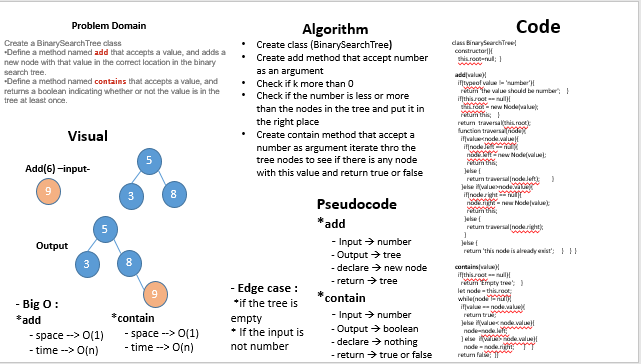 Problem Domain
Create a BinarySearchTree class
•Define a method named add that accepts a value, and adds a
new node with that value in the correct location in the binary
search tree.
•Define a method named contains that accepts a value, and
returns a boolean indicating whether or not the value is in the
tree at least once.
Visual
Add(6) –input-
9
5
3
8
Output
5
3
8
9
- Big O :
*add
- space --> O(1)
- time --> O(n)
*contain
- space --> O(1)
- time --> O(n)
Algorithm
• Create class (BinarySearchTree)
• Create add method that accept number
as an argument
• Check if k more than 0
• Check if the number is less or more
than the nodes in the tree and put it in
the right place
• Create contain method that accept a
number as argument iterate thro the
tree nodes to see if there is any node
with this value and return true or false
Pseudocode
*add
- Input → number
- Output → tree
- declare → new node
- return → tree
*contain
- Input → number
- Output → boolean
- declare → nothing
- return → true or false
- Edge case :
*if the tree is
empty
* If the input is
not number
Code
class BinarySearchTree{
constructor(){
this.root=null; }
add(value){
if(typeof value != 'number'){
return 'the value should be number'; }
if(this.root == null){
this.root = new Node(value);
return this; }
return traversal(this.root);
function traversal(node){
if(value<node.value){
if(node.left == null){
node.left = new Node(value);
return this;
}else {
return traversal(node.left); }
}else if(value>node.value){
if(node.right == null){
node.right = new Node(value);
return this;
}else {
return traversal(node.right);
}
}else {
return 'this node is already exist'; } } }
contains(value){
if(this.root == null){
return 'Empty tree'; }
let node = this.root;
while(node != null){
if(value == node.value){
return true;
}else if(value< node.value){
node=node.left;
} else if(value> node.value){
node = node.right; } }
return false; }}